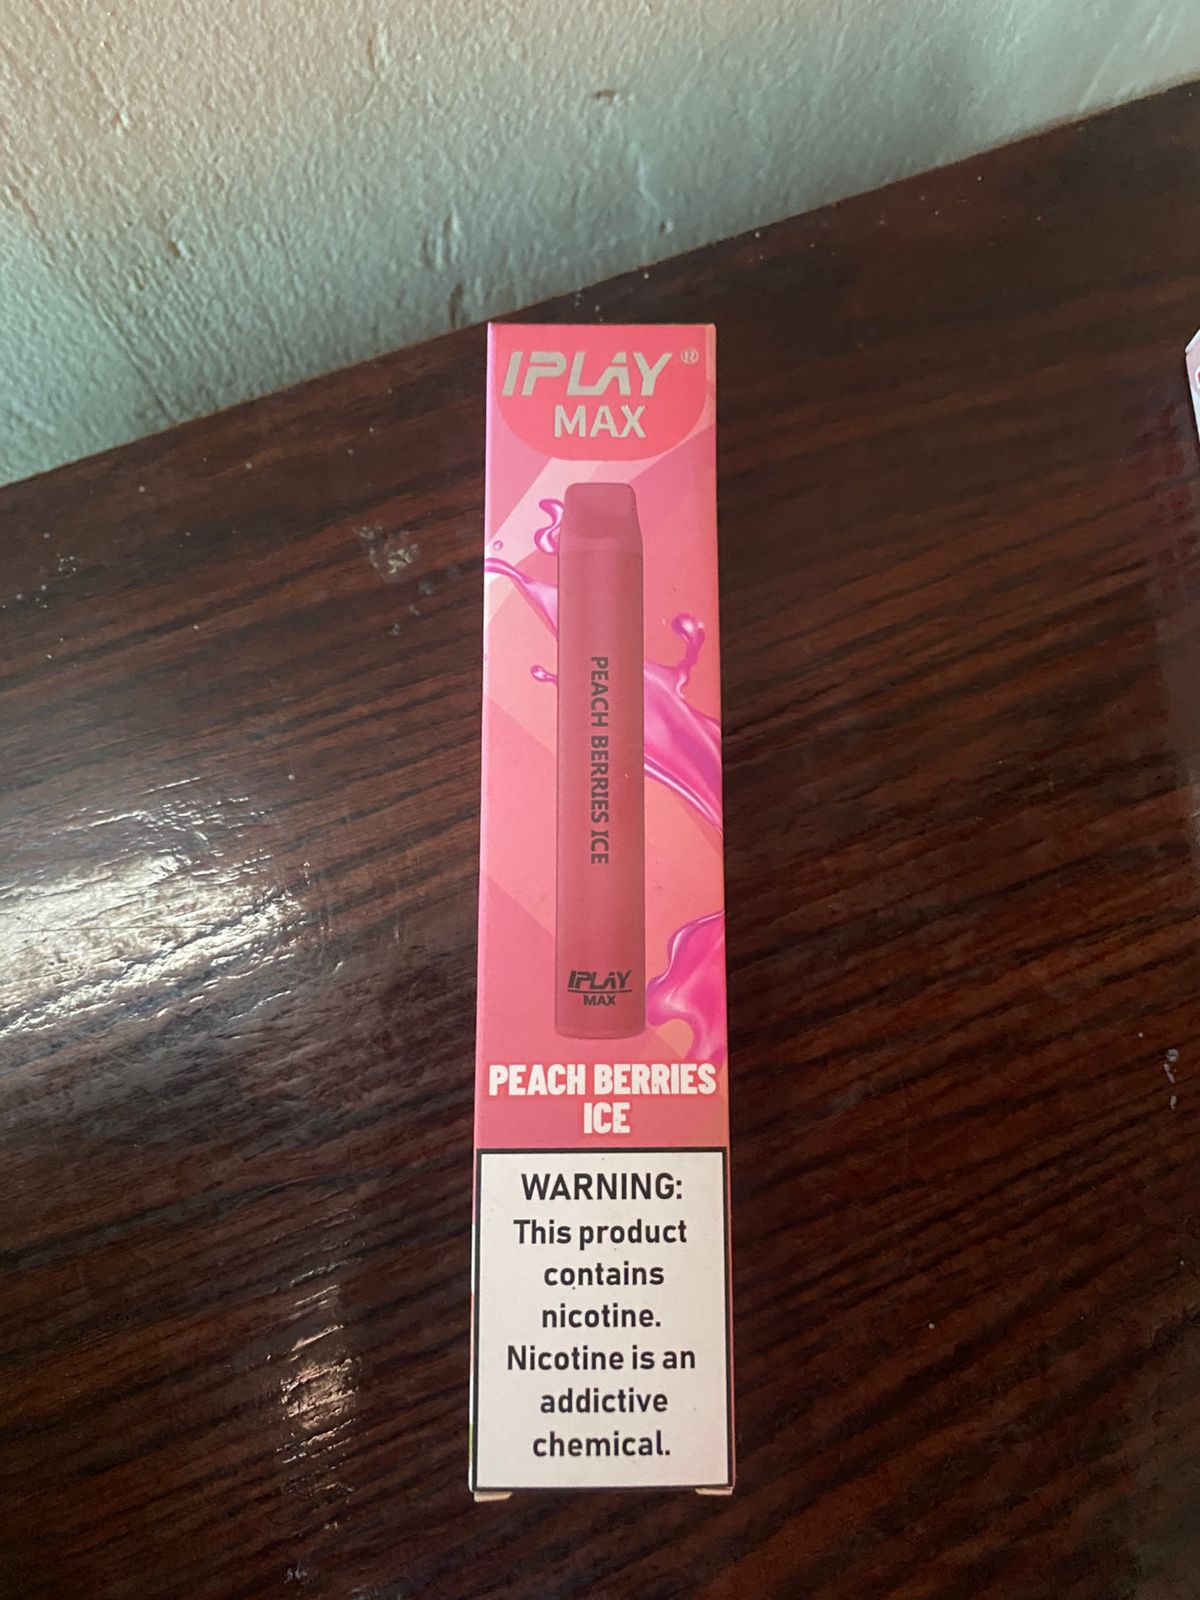 IPLAY®
MAX
PEACH BERRIES ICE
IPLAY
MAX
PEACH BERRIES
ICE
WARNING:
This product
contains
nicotine.
Nicotine is an
addictive
chemical.